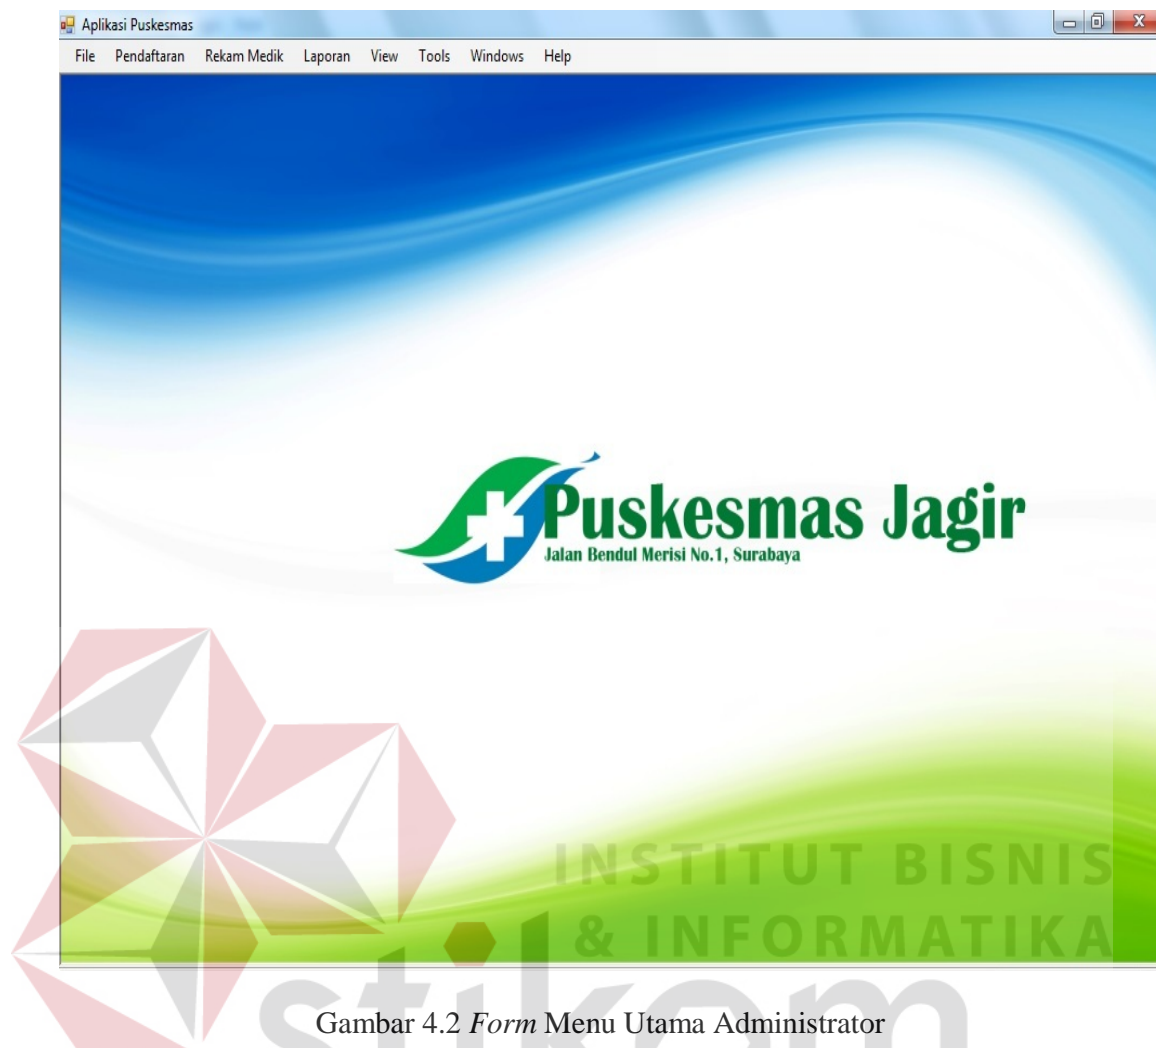 Aplikasi Puskesmas
File Pendaftaran Rekam Medik Laporan View Tools Windows Help
Puskesmas Jagir
Jalan Bendul Merisi No.1, Surabaya
INSTITUT BISNIS
& INFORMATIKA
stikom
Gambar 4.2 Form Menu Utama Administrator